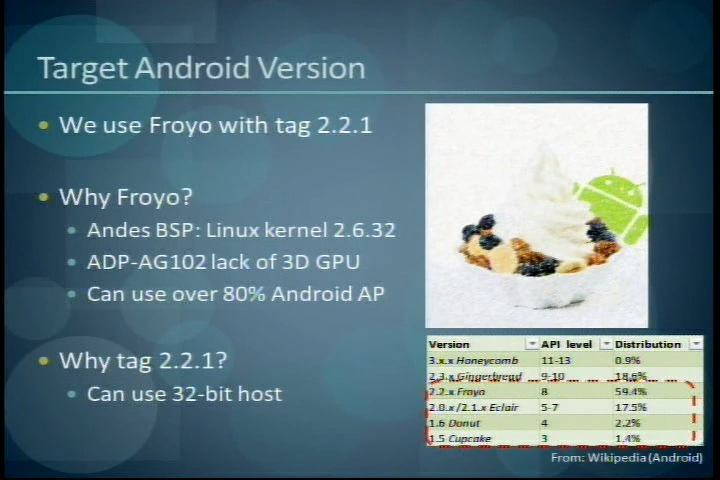 Target Android Version
We use Froyo with tag 2.2.1
Why Froyo?
Andes BSP: Linux kernel 2.6.32
ADP-AG102 lack of 3D GPU
Can use over 80% Android AP
Why tag 2.2.1?
Can use 32-bit host
Version API level Distribution
3.x.x Honeycomb 11-13 0.9%
2.3.x Gingerbread 9-10 18.6%
2.2.x Froyo 8 59.4%
2.0.x /2.1.x Eclair 5-7 17.5%
1.6 Donut 4 2.2%
1.5 Cupcake 3 1.4%
From: Wikipedia (Android)